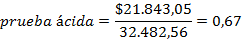 prueba ácida = $21.843,05 / 32.482,56 = 0,67